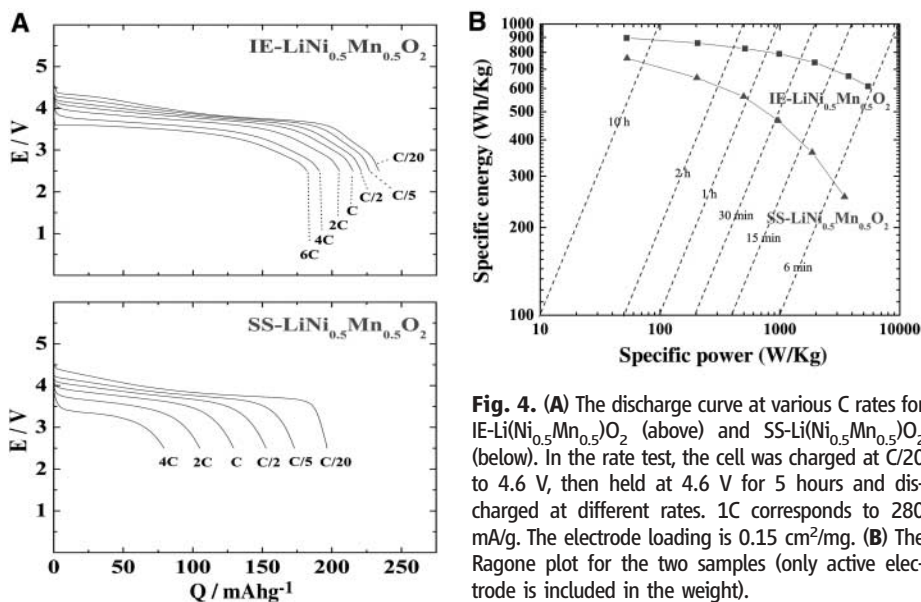 A
IE-LiNi0.5Mn0.5O2
5
4
3
2
1
E / V
C/20
C/5
C/2
C
2C
4C
6C
SS-LiNi0.5Mn0.5O2
5
4
3
2
1
E / V
4C 2C C C/2 C/5 C/20
0 50 100 150 200 250
Q / mAhg-1
B
1000
900
800
700
600
500
400
300
200
100
Specific energy (Wh/Kg)
IE-LiNi0.5Mn0.5O2
10 h
2 h
1 h
30 min
SS-LiNi0.5Mn0.5O2
15 min
6 min
10 100 1000 10000
Specific power (W/Kg)
Fig. 4. (A) The discharge curve at various C rates for
IE-Li(Ni0.5Mn0.5)O2 (above) and SS-Li(Ni0.5Mn0.5)O2
(below). In the rate test, the cell was charged at C/20
to 4.6 V, then held at 4.6 V for 5 hours and dis-
charged at different rates. 1C corresponds to 280
mA/g. The electrode loading is 0.15 cm2/mg. (B) The
Ragone plot for the two samples (only active elec-
trode is included in the weight).